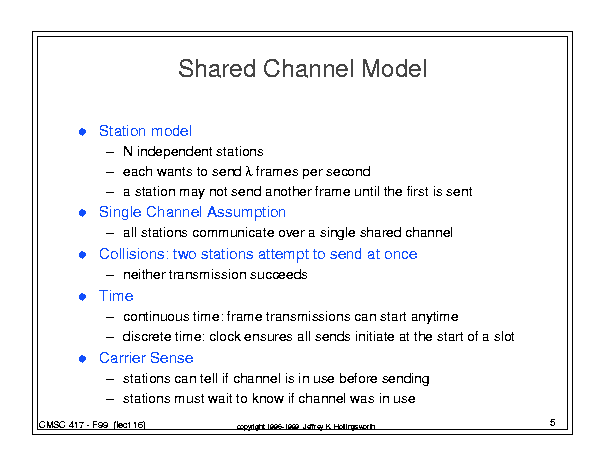 Shared Channel Model
● Station model
– N independent stations
– each wants to send λ frames per second
– a station may not send another frame until the first is sent
● Single Channel Assumption
– all stations communicate over a single shared channel
● Collisions: two stations attempt to send at once
– neither transmission succeeds
● Time
– continuous time: frame transmissions can start anytime
– discrete time: clock ensures all sends initiate at the start of a slot
● Carrier Sense
– stations can tell if channel is in use before sending
– stations must wait to know if channel was in use
CMSC 417 - F99 (lect 16)
copyright 1996-1999 Jeffrey K. Hollingsworth
5